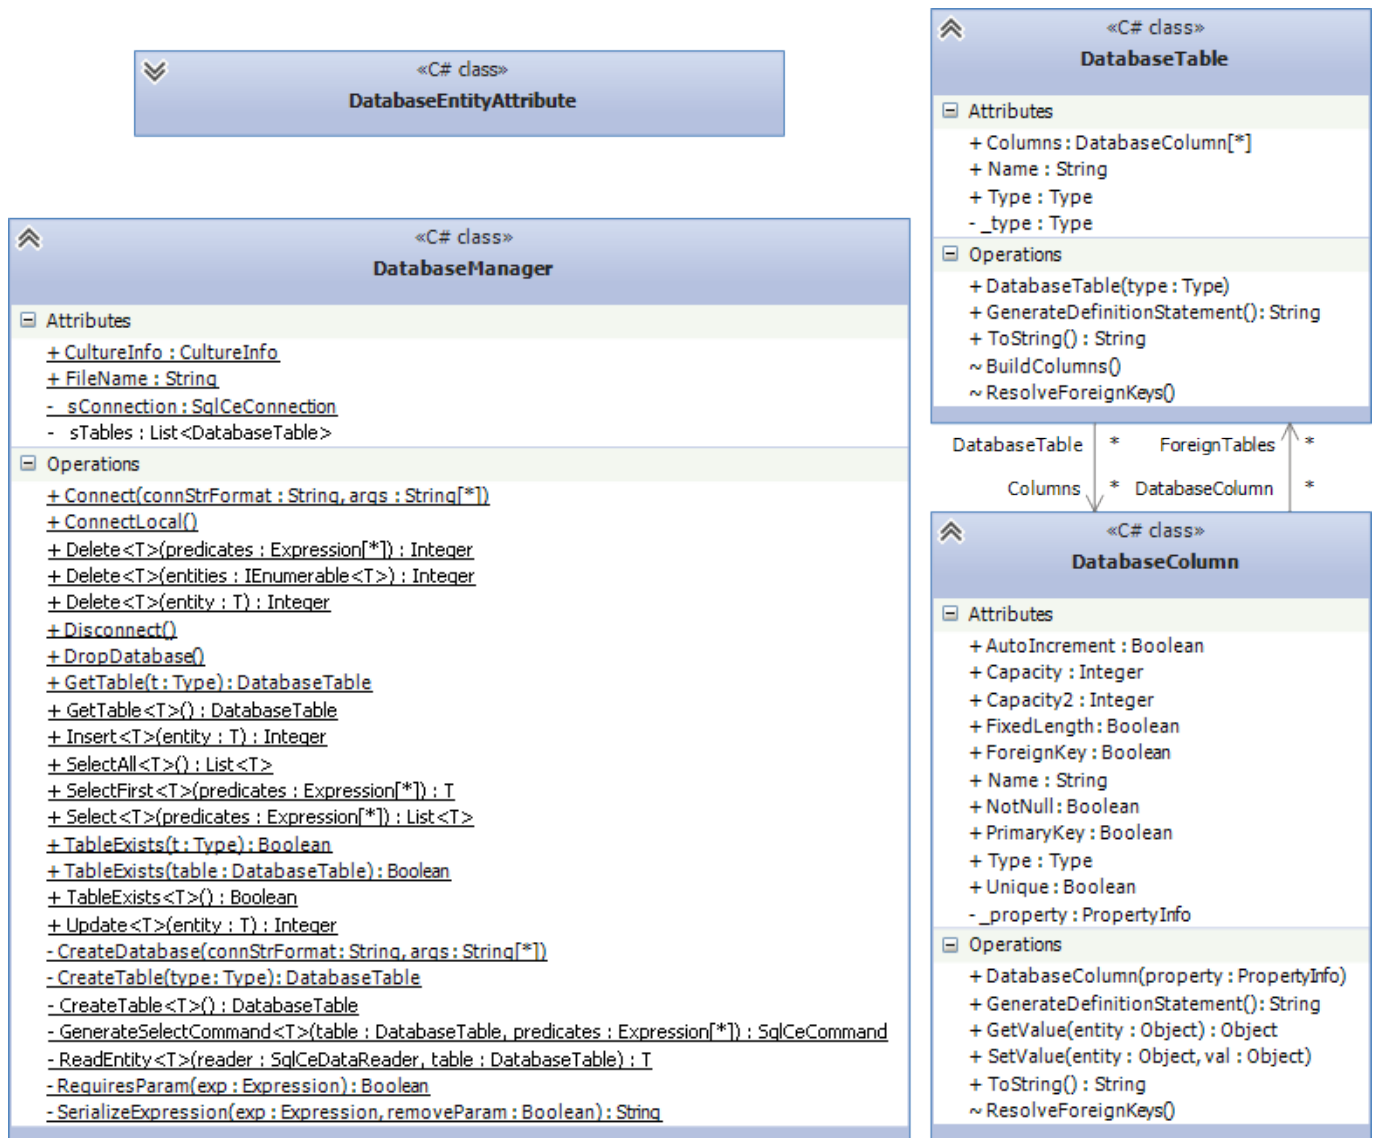 «C# class»
DatabaseEntityAttribute
«C# class»
DatabaseManager
Attributes
+ CultureInfo : CultureInfo
+ FileName : String
- sConnection : SqlCeConnection
- sTables : List<DatabaseTable>
Operations
+ Connect(connStrFormat : String, args : String[*])
+ ConnectLocal()
+ Delete<T>(predicates : Expression[*]) : Integer
+ Delete<T>(entities : IEnumerable<T>) : Integer
+ Delete<T>(entity : T) : Integer
+ Disconnect()
+ DropDatabase()
+ GetTable(t : Type) : DatabaseTable
+ GetTable<T>() : DatabaseTable
+ Insert<T>(entity : T) : Integer
+ SelectAll<T>() : List<T>
+ SelectFirst<T>(predicates : Expression[*]) : T
+ Select<T>(predicates : Expression[*]) : List<T>
+ TableExists(t : Type) : Boolean
+ TableExists(table : DatabaseTable) : Boolean
+ TableExists<T>() : Boolean
+ Update<T>(entity : T) : Integer
- CreateDatabase(connStrFormat : String, args : String[*])
- CreateTable(type : Type) : DatabaseTable
- CreateTable<T>() : DatabaseTable
- GenerateSelectCommand<T>(table : DatabaseTable, predicates : Expression[*]) : SqlCeCommand
- ReadEntity<T>(reader : SqlCeDataReader, table : DatabaseTable) : T
- RequiresParam(exp : Expression) : Boolean
- SerializeExpression(exp : Expression, removeParam : Boolean) : String
«C# class»
DatabaseTable
Attributes
+ Columns : DatabaseColumn[*]
+ Name : String
+ Type : Type
- _type : Type
Operations
+ DatabaseTable(type : Type)
+ GenerateDefinitionStatement() : String
+ ToString() : String
~ BuildColumns()
~ ResolveForeignKeys()
DatabaseTable * ForeignTables *
Columns * DatabaseColumn *
«C# class»
DatabaseColumn
Attributes
+ AutoIncrement : Boolean
+ Capacity : Integer
+ Capacity2 : Integer
+ FixedLength : Boolean
+ ForeignKey : Boolean
+ Name : String
+ NotNull : Boolean
+ PrimaryKey : Boolean
+ Type : Type
+ Unique : Boolean
- _property : PropertyInfo
Operations
+ DatabaseColumn(property : PropertyInfo)
+ GenerateDefinitionStatement() : String
+ GetValue(entity : Object) : Object
+ SetValue(entity : Object, val : Object)
+ ToString() : String
~ ResolveForeignKeys()